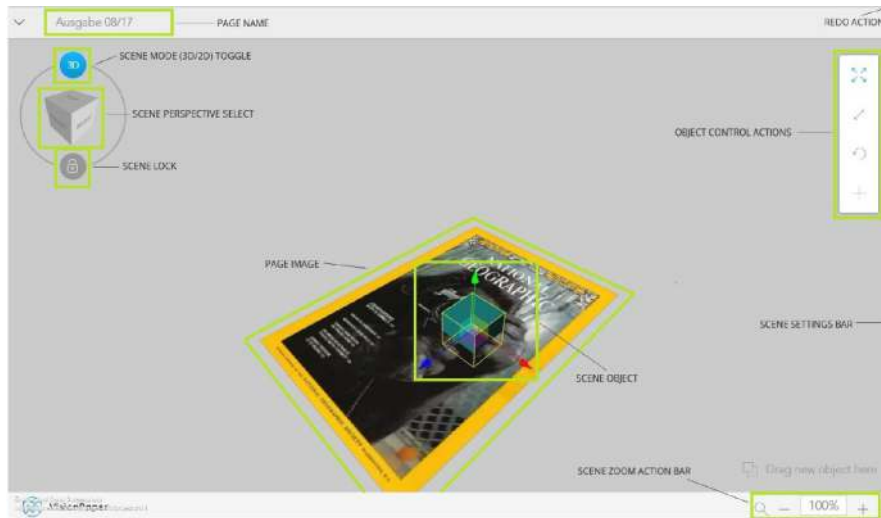 Ausgabe 08/17
PAGE NAME
REDO ACTION
3D
SCENE MODE (3D/2D) TOGGLE
SCENE PERSPECTIVE SELECT
OBJECT CONTROL ACTIONS
SCENE LOCK
PAGE IMAGE
NATIONAL
GEOGRAPHIC
SCENE SETTINGS BAR
SCENE OBJECT
SCENE ZOOM ACTION BAR
Drag new object here
VisionPaper
100%